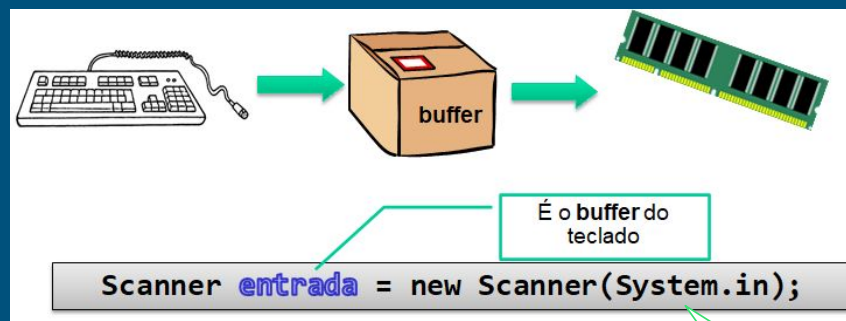 buffer
É o buffer do
teclado
Scanner entrada = new Scanner(System.in);